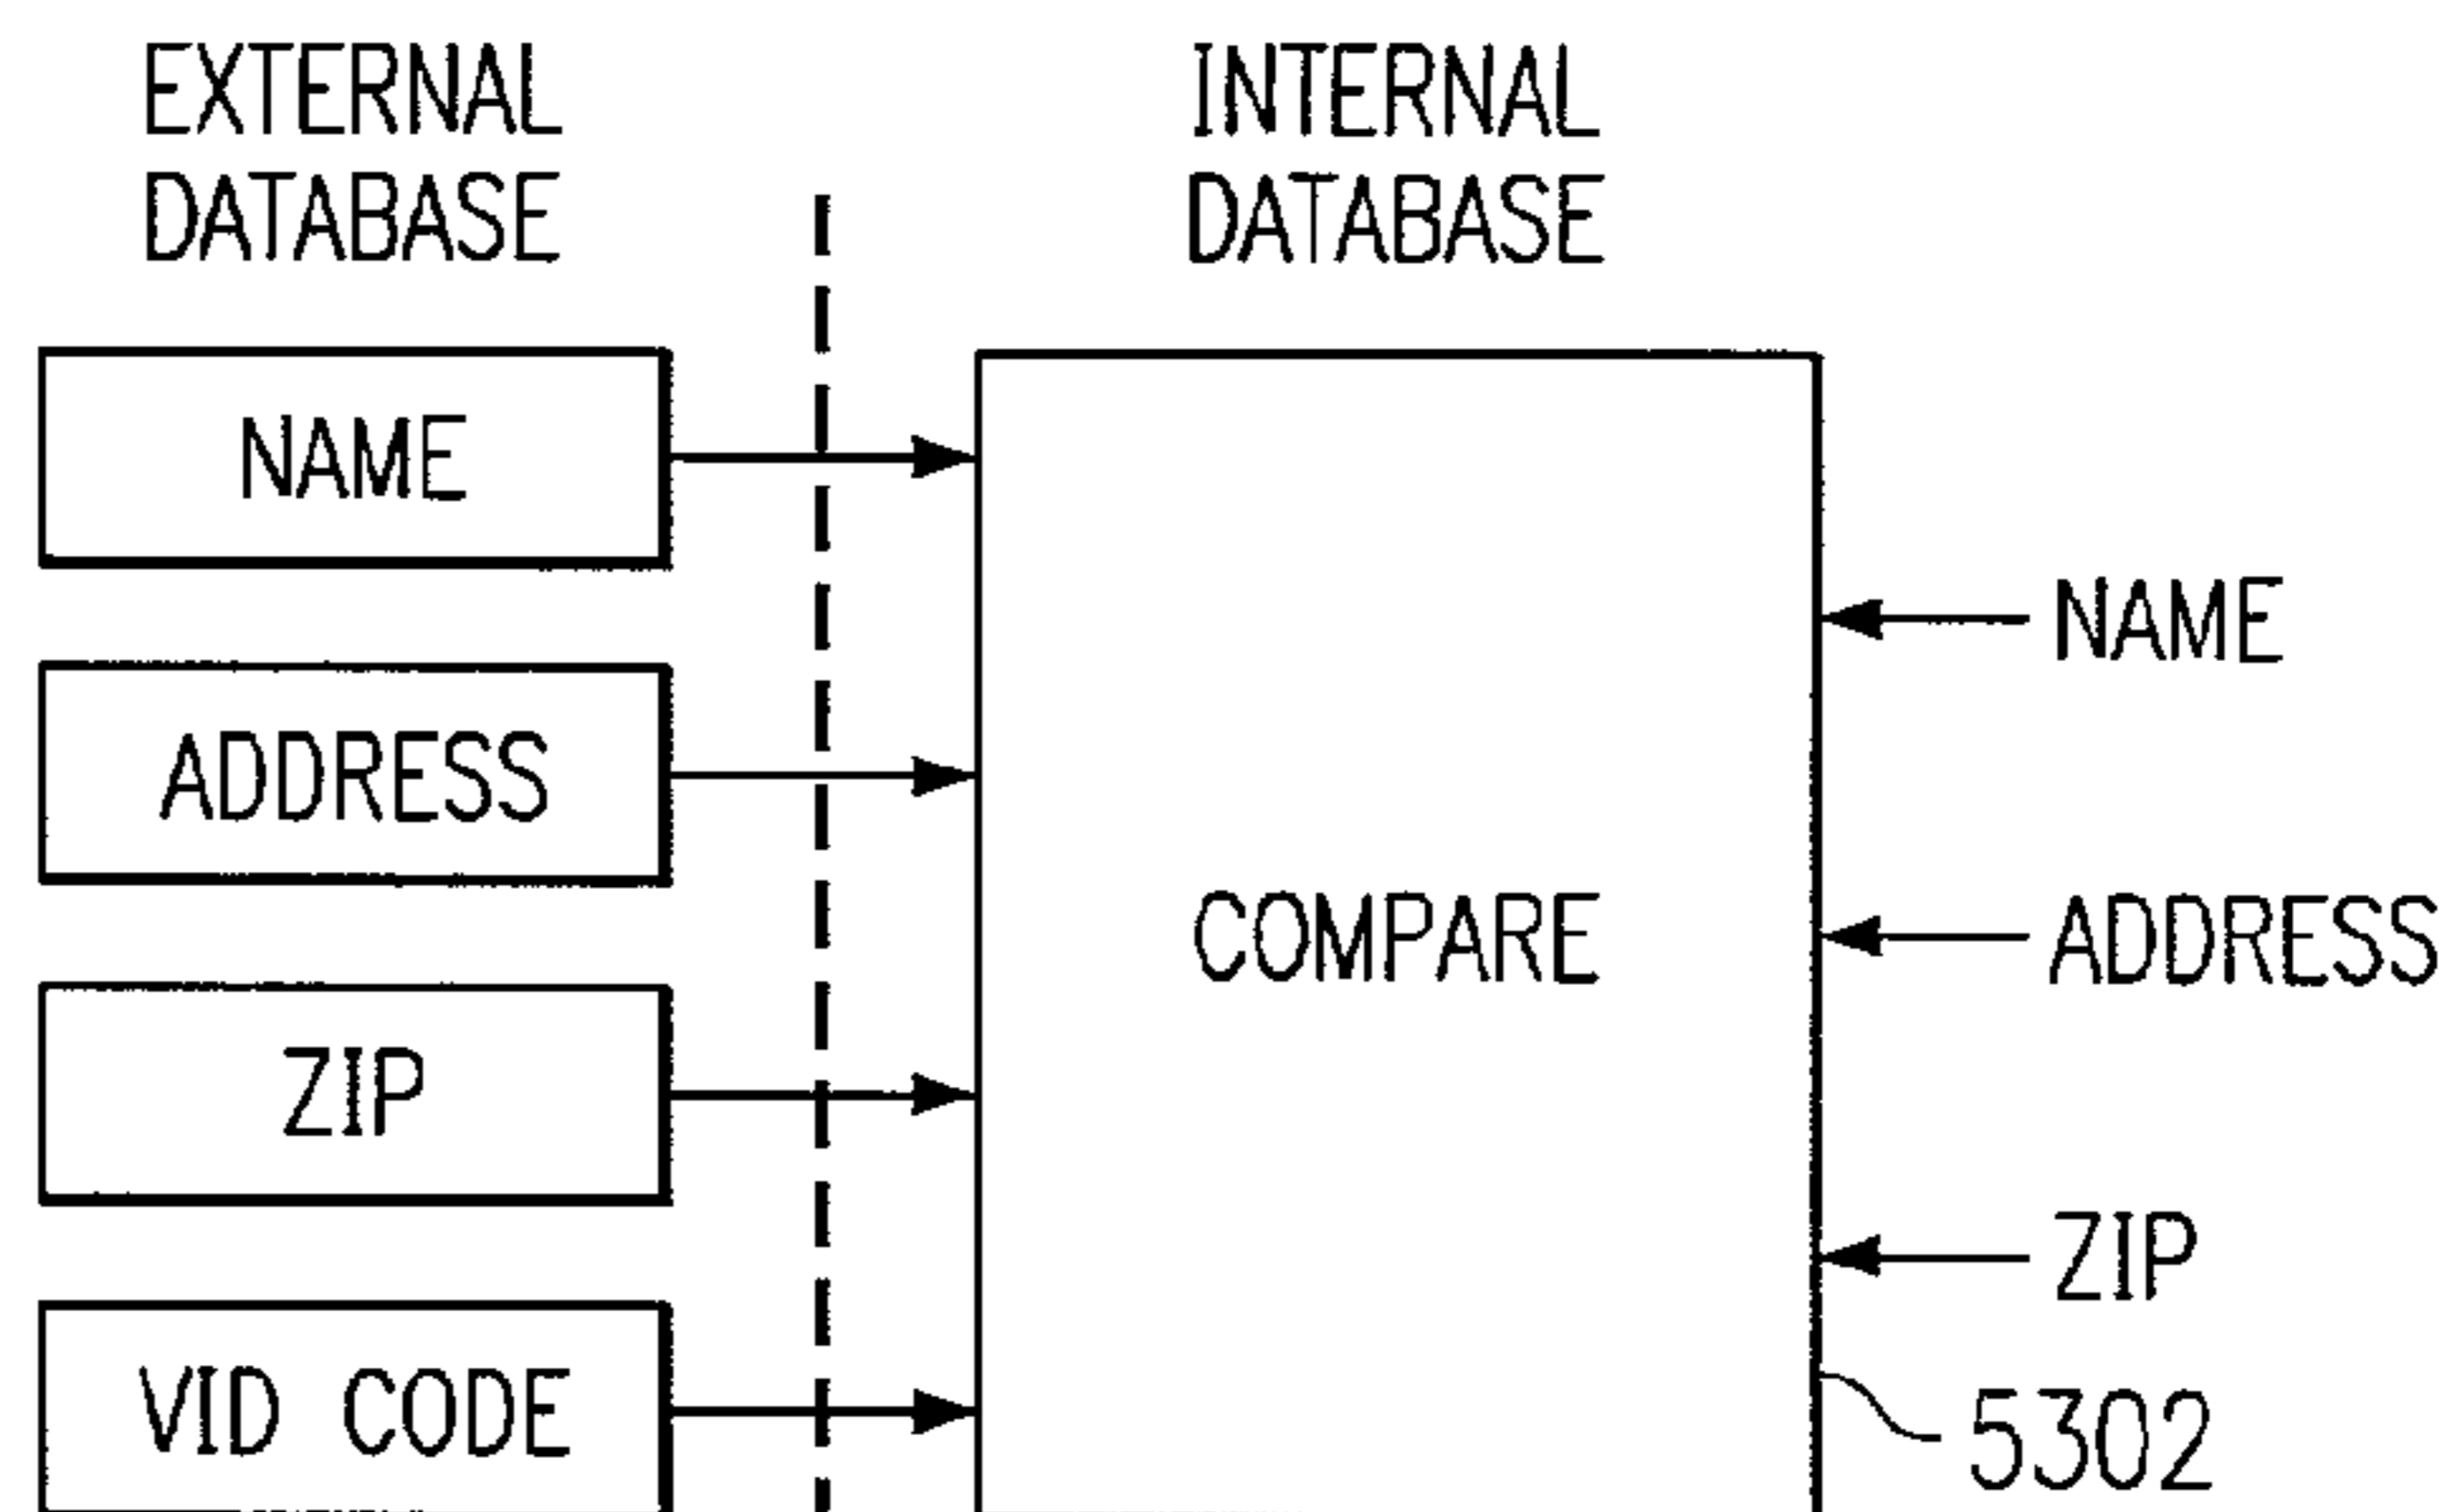 EXTERNAL
DATABASE
INTERNAL
DATABASE
NAME
NAME
ADDRESS
COMPARE
ADDRESS
ZIP
ZIP
VID CODE
5302